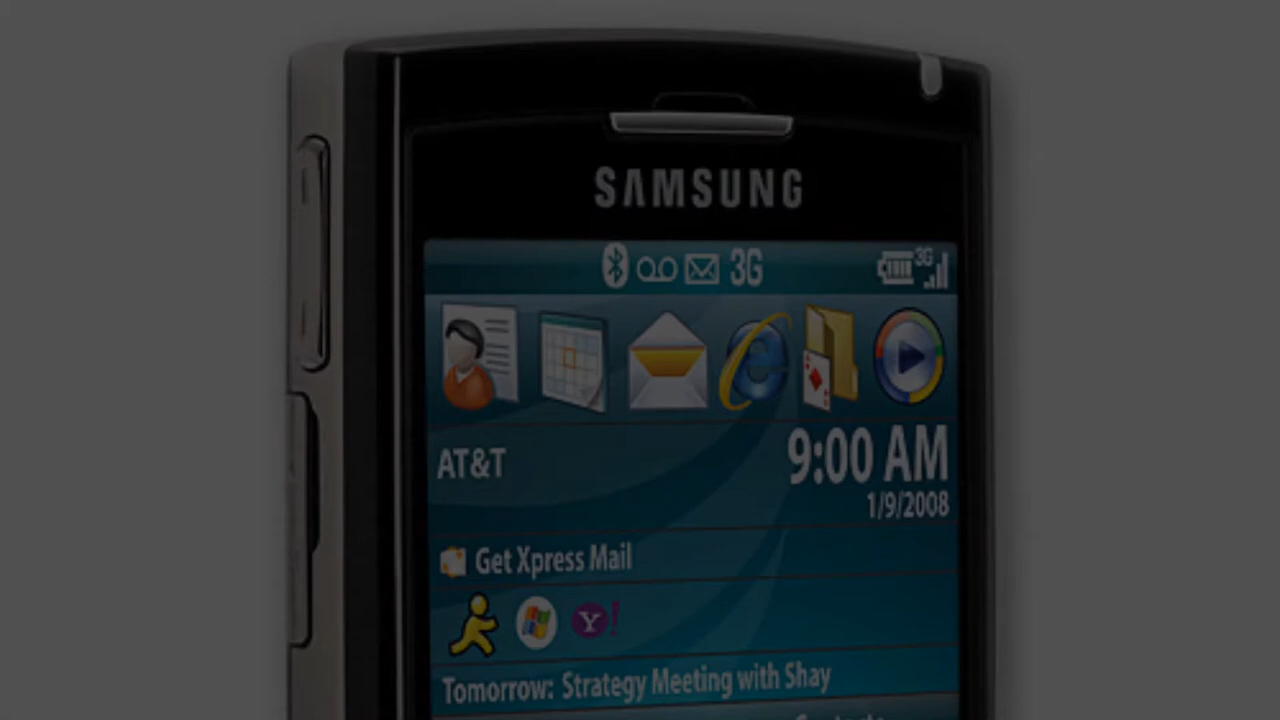 SAMSUNG
3G
3G
AT&T
9:00 AM
1/9/2008
Get Xpress Mail
Y!
Tomorrow: Strategy Meeting with Shay